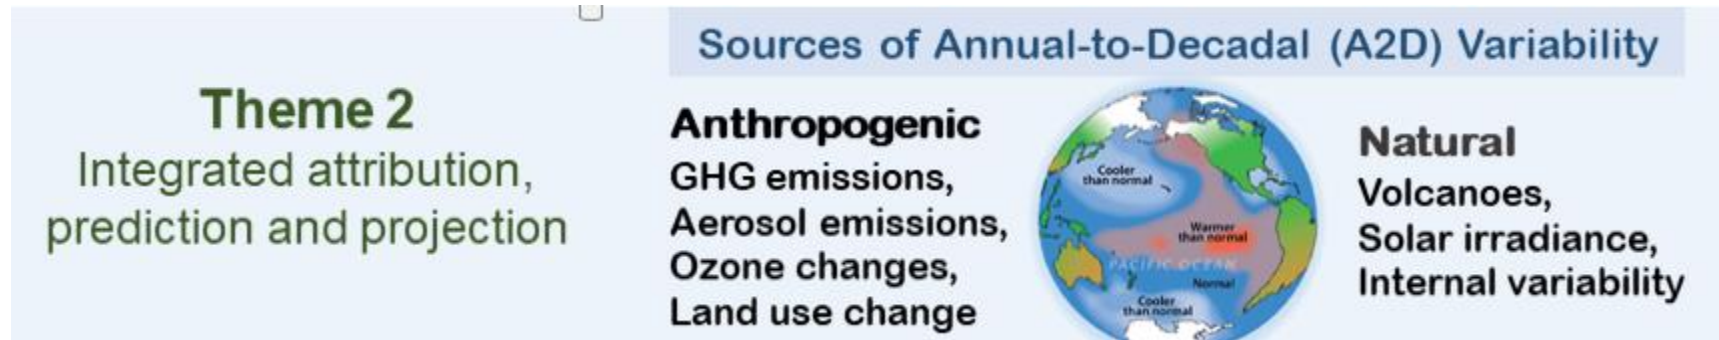 Theme 2
Integrated attribution,
prediction and projection
Sources of Annual-to-Decadal (A2D) Variability
Anthropogenic
GHG emissions,
Aerosol emissions,
Ozone changes,
Land use change
Cooler
than normal
Warmer
than normal
PACIFIC OCEAN
Normal
Cooler
than normal
Natural
Volcanoes,
Solar irradiance,
Internal variability